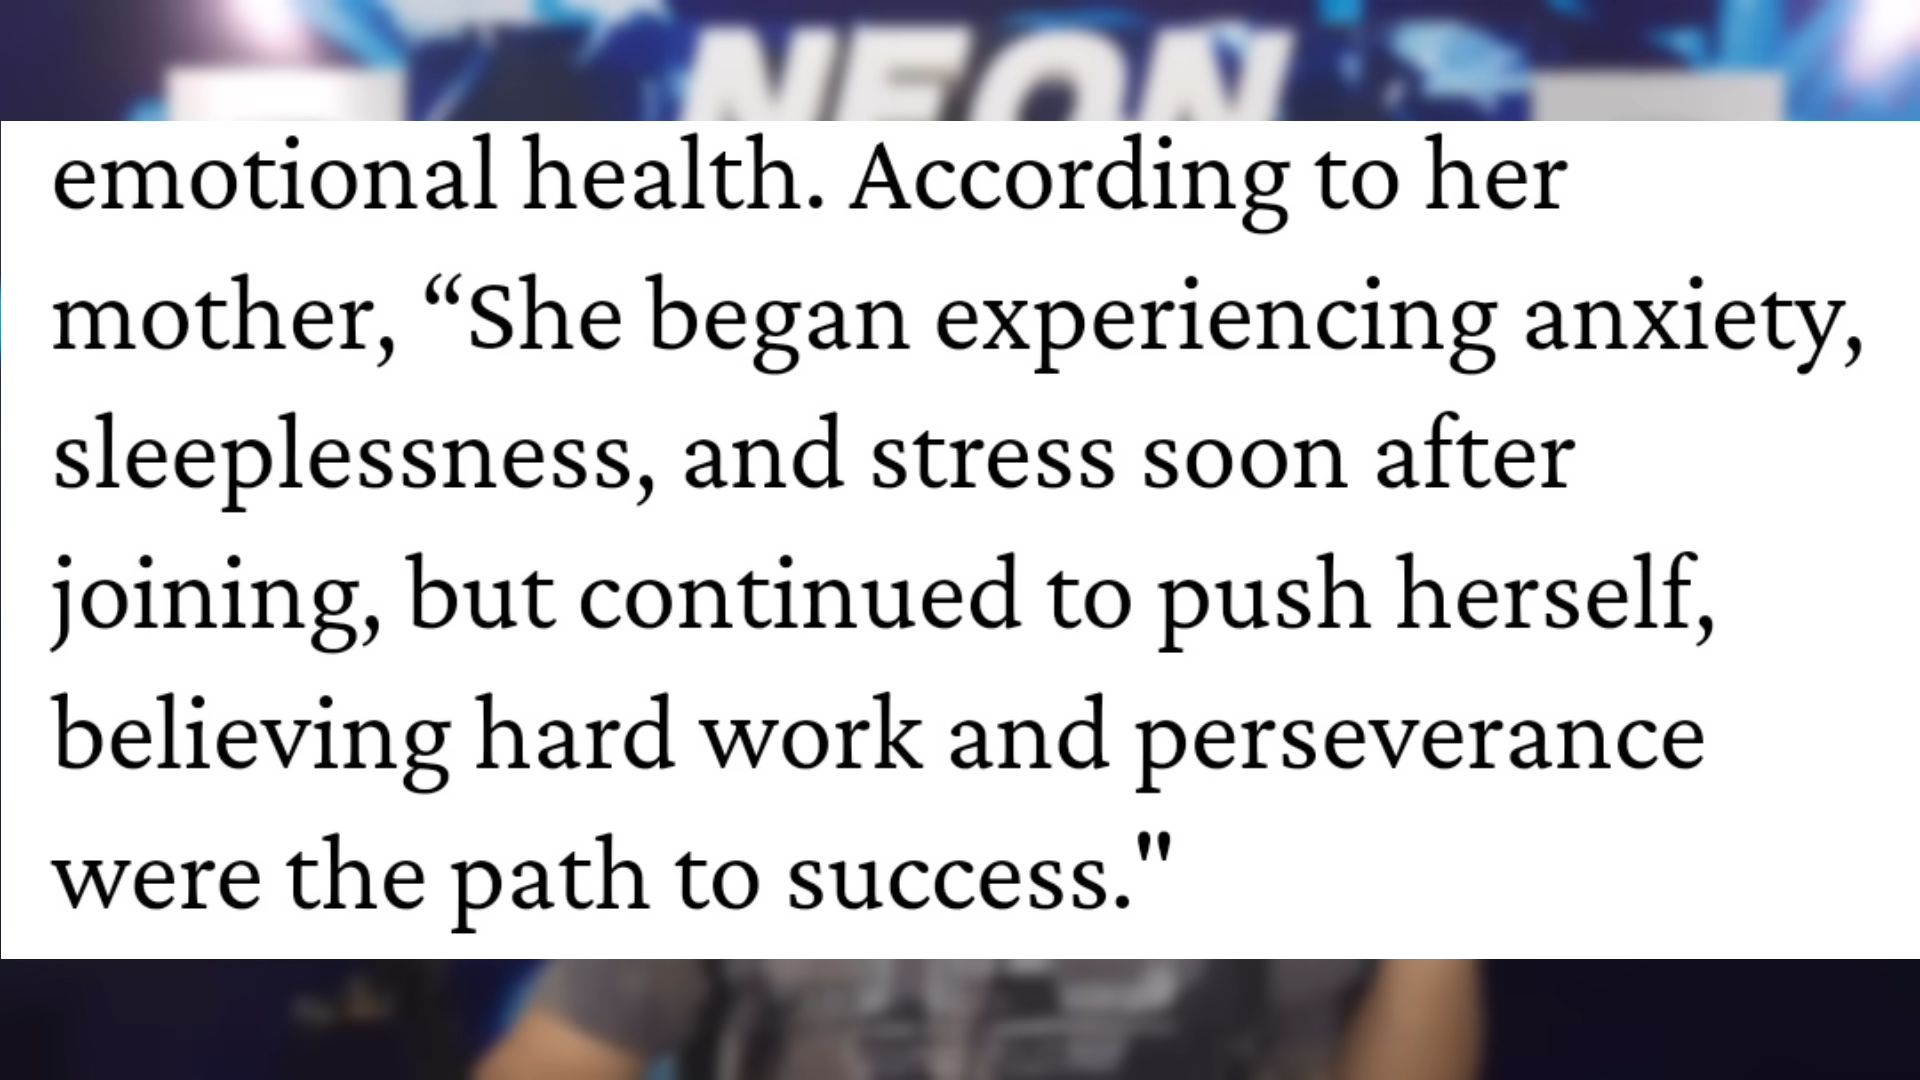 NEON
emotional health. According to her
mother, “She began experiencing anxiety,
sleeplessness, and stress soon after
joining, but continued to push herself,
believing hard work and perseverance
were the path to success."